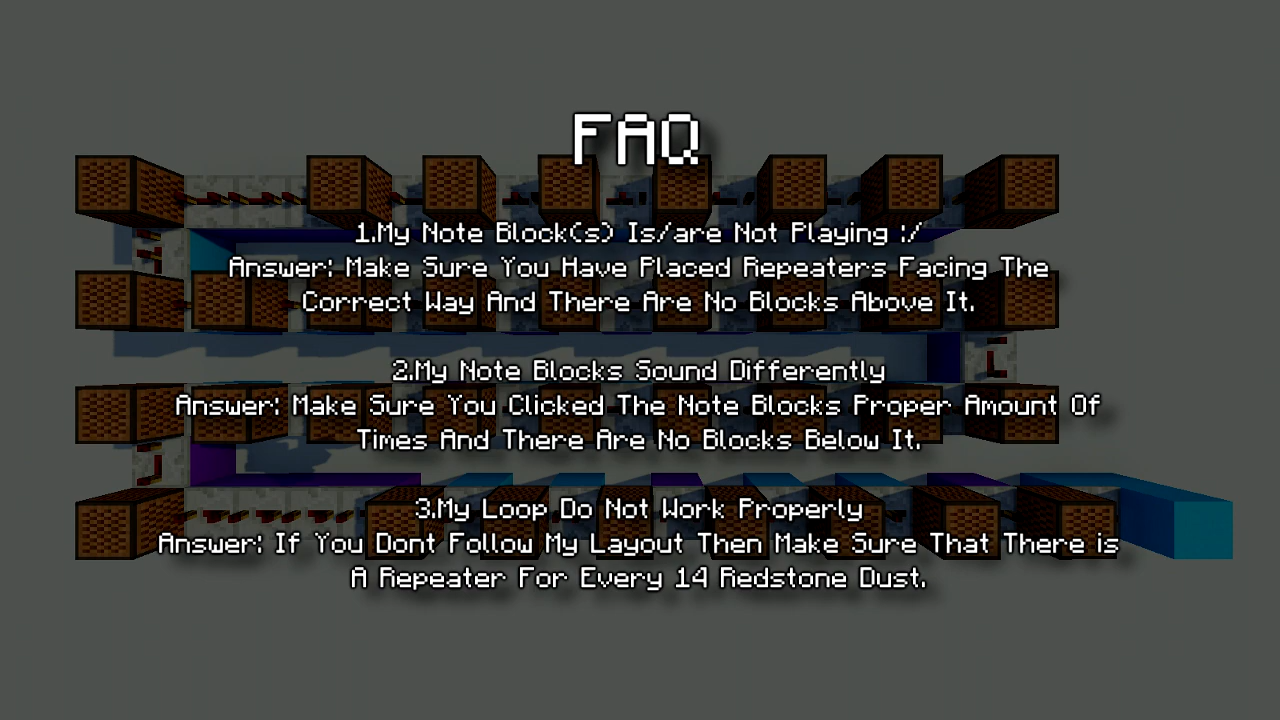 FAQ
1.My Note Block(s) Is/are Not Playing :/
Answer: Make Sure You Have Placed Repeaters Facing The
Correct Way And There Are No Blocks Above It.
2.My Note Blocks Sound Differently
Answer: Make Sure You Clicked The Note Blocks Proper Amount Of
Times And There Are No Blocks Below It.
3.My Loop Do Not Work Properly
Answer: If You Dont Follow My Layout Then Make Sure That There is
A Repeater For Every 14 Redstone Dust.